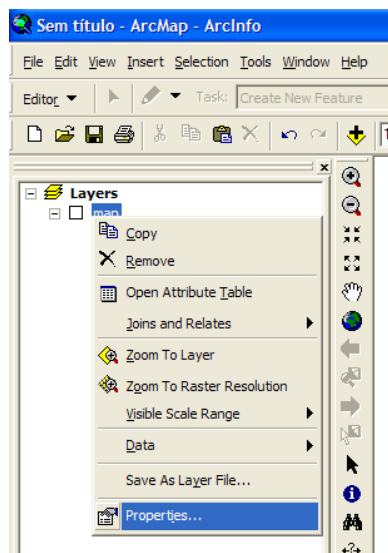 Sem título - ArcMap - ArcInfo
File Edit View Insert Selection Tools Window Help
Editor Task: Create New Feature
Layers
map
Copy
Remove
Open Attribute Table
Joins and Relates
Zoom To Layer
Zoom To Raster Resolution
Visible Scale Range
Data
Save As Layer File...
Properties...